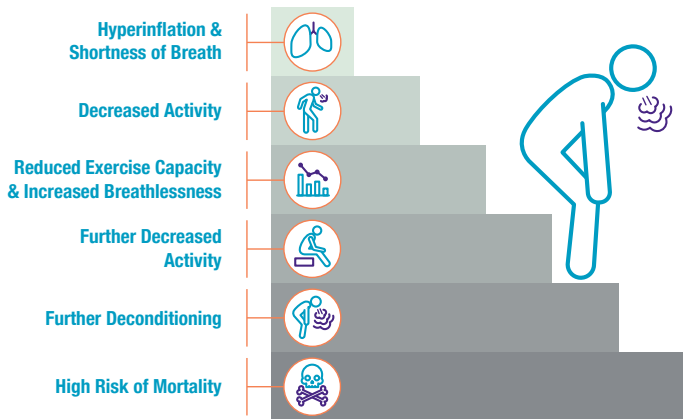 Hyperinflation &
Shortness of Breath
Decreased Activity
Reduced Exercise Capacity
& Increased Breathlessness
Further Decreased
Activity
Further Deconditioning
High Risk of Mortality